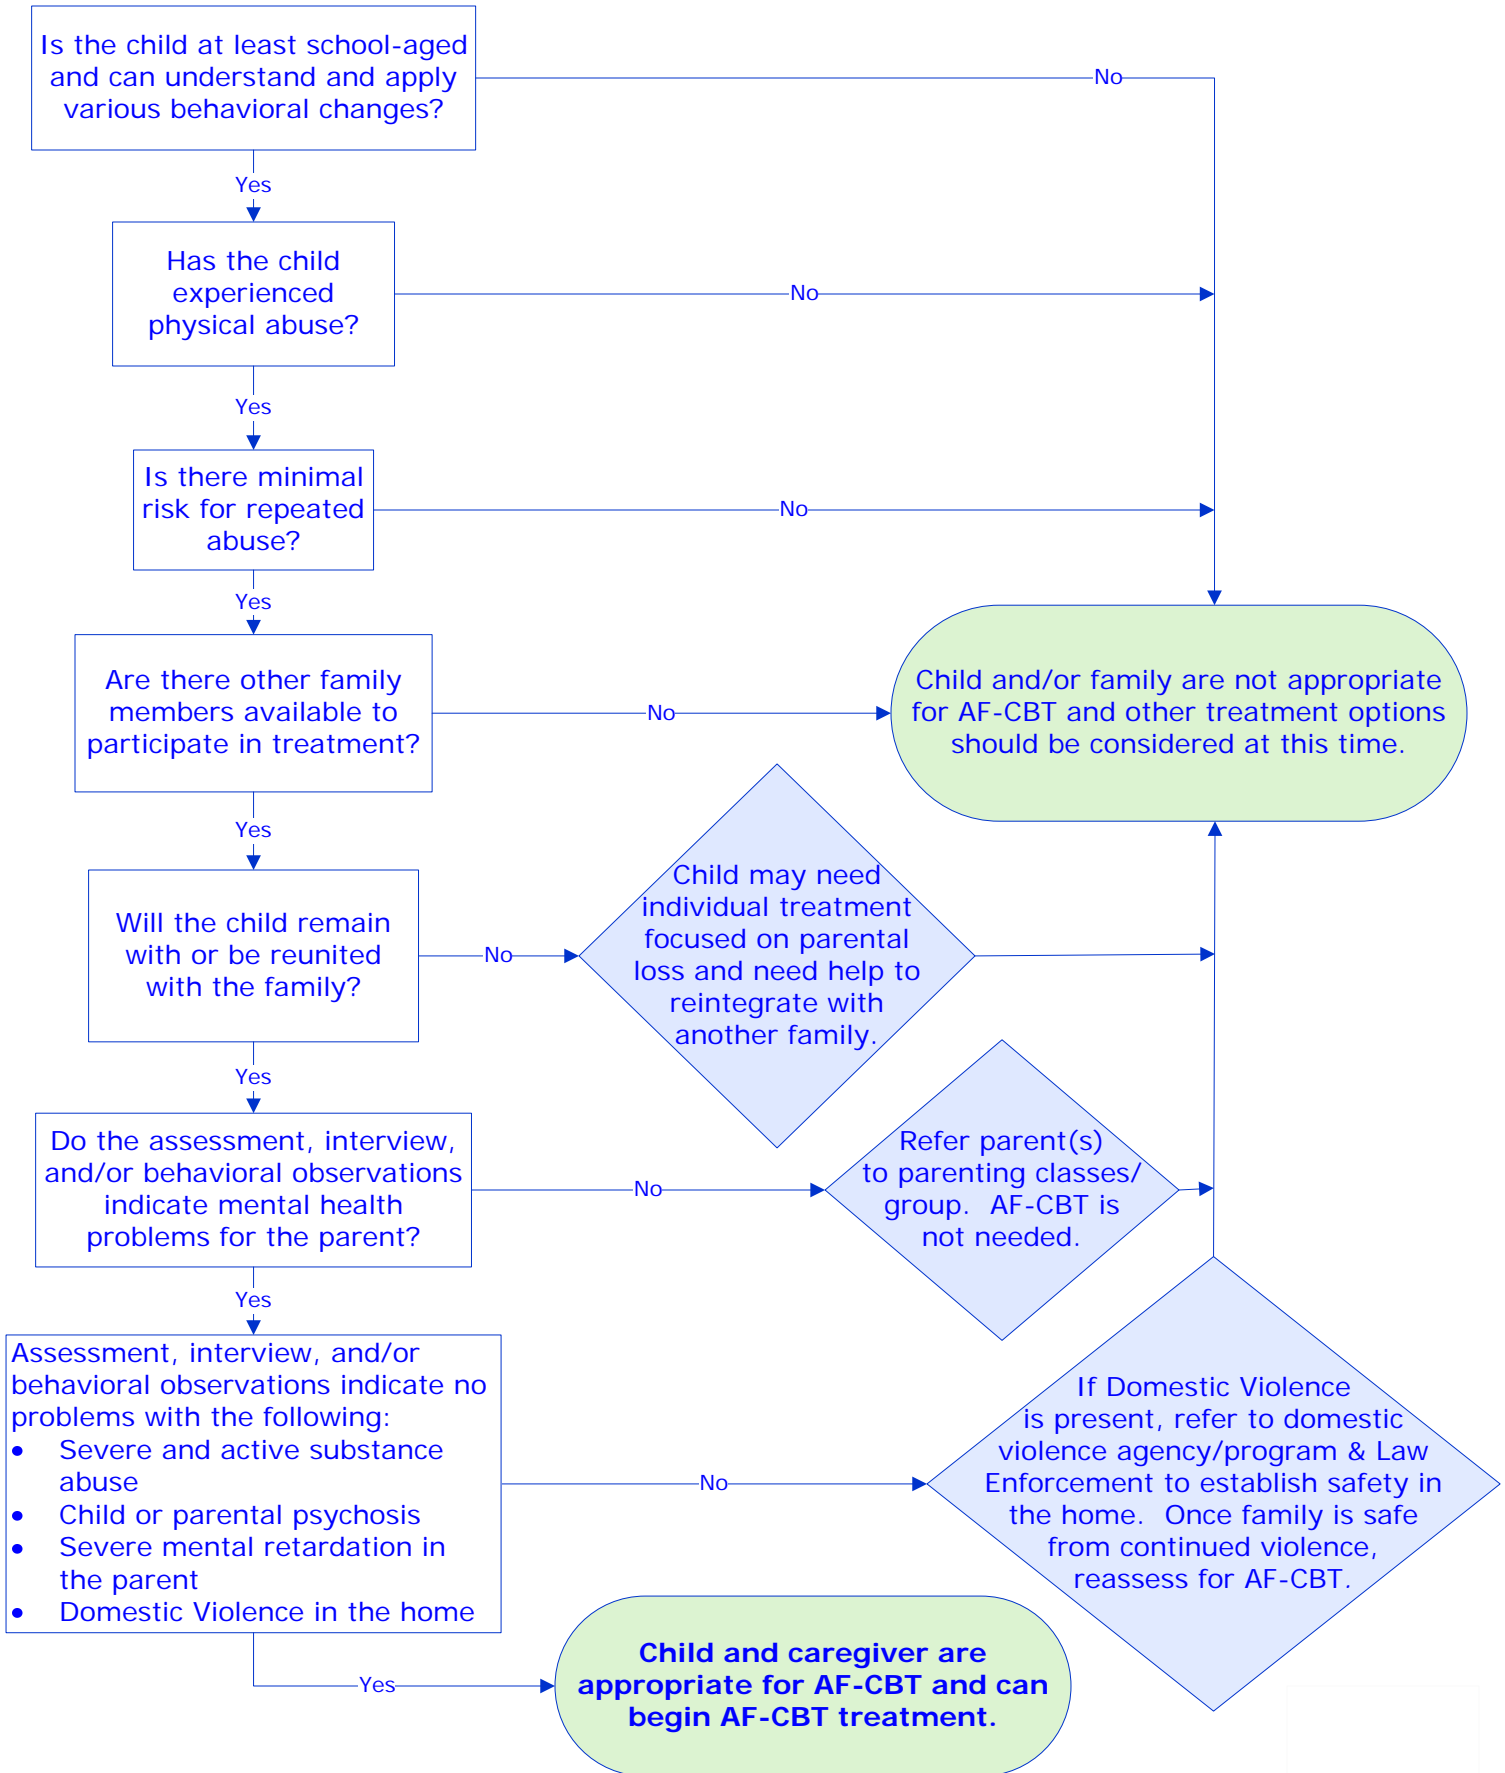 Is the child at least school-aged
and can understand and apply
various behavioral changes?
No
Yes
Has the child
experienced
physical abuse?
No
Yes
Is there minimal
risk for repeated
abuse?
No
Yes
Are there other family
members available to
participate in treatment?
No
Child and/or family are not appropriate
for AF-CBT and other treatment options
should be considered at this time.
Yes
Will the child remain
with or be reunited
with the family?
No
Child may need
individual treatment
focused on parental
loss and need help to
reintegrate with
another family.
Yes
Do the assessment, interview,
and/or behavioral observations
indicate mental health
problems for the parent?
No
Refer parent(s)
to parenting classes/
group.  AF-CBT is
not needed.
Yes
Assessment, interview, and/or
behavioral observations indicate no
problems with the following:
• Severe and active substance
abuse
• Child or parental psychosis
• Severe mental retardation in
the parent
• Domestic Violence in the home
No
If Domestic Violence
is present, refer to domestic
violence agency/program & Law
Enforcement to establish safety in
the home.  Once family is safe
from continued violence,
reassess for AF-CBT.
Yes
Child and caregiver are
appropriate for AF-CBT and can
begin AF-CBT treatment.